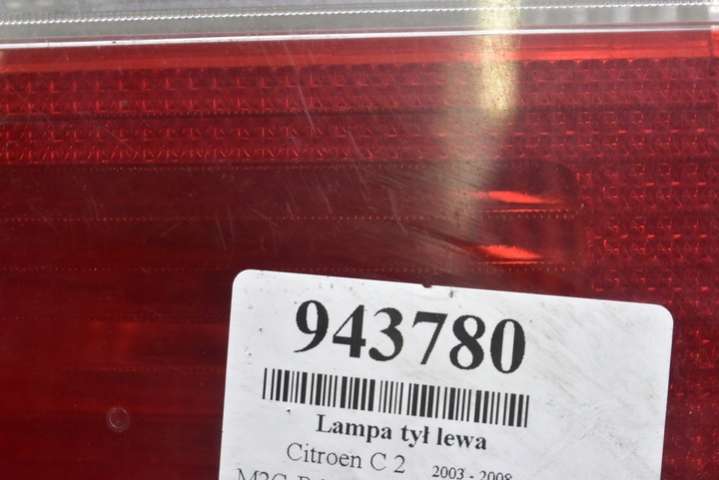 943780
Lampa tył lewa
Citroen C 2 2003 - 2008